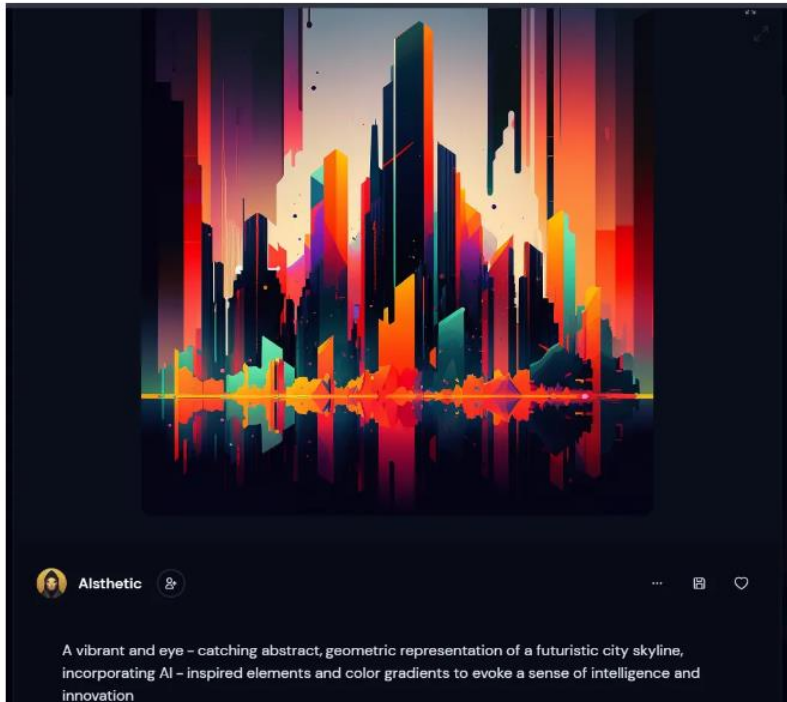 AIsthetic
A vibrant and eye - catching abstract, geometric representation of a futuristic city skyline,
incorporating AI - inspired elements and color gradients to evoke a sense of intelligence and
innovation